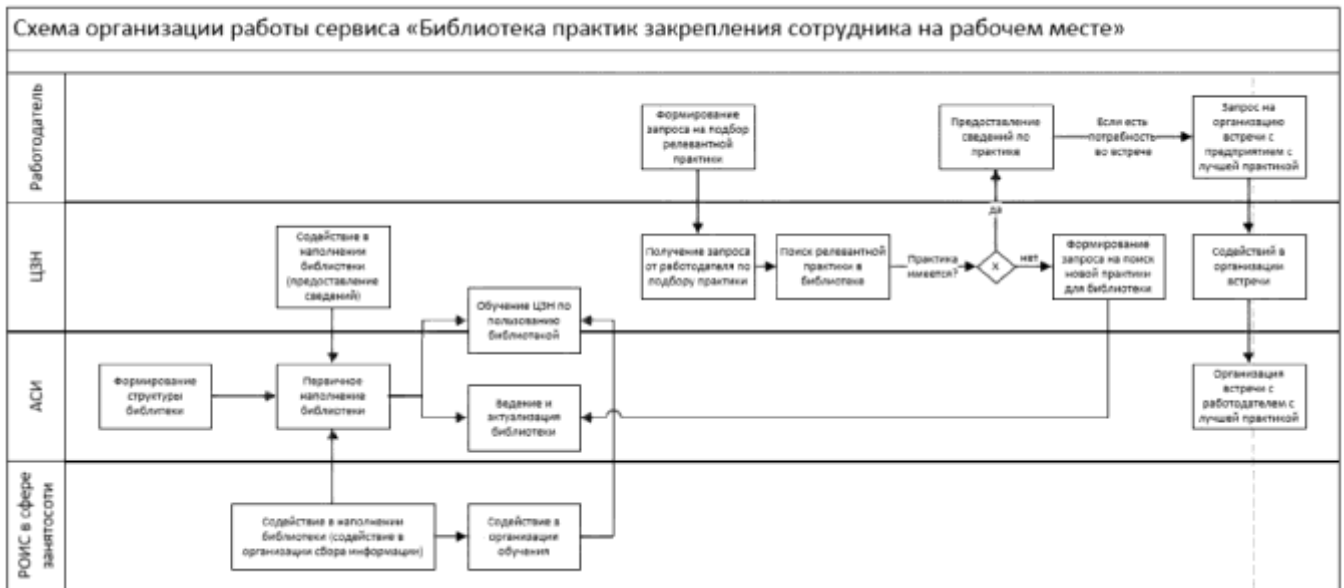 Схема организации работы сервиса «Библиотека практик закрепления сотрудника на рабочем месте»
Работодатель
Формирование
запроса на подбор
релевантной
практики
Предоставление
сведений по
практике
Если есть
потребность
во встрече
Запрос на
организацию
встречи с
предприятием с
лучшей практикой
ЦЗН
Содействие в
наполнении
библиотеки
(предоставление
сведений)
Обучение ЦЗН по
пользованию
библиотекой
Получение запроса
от работодателя по
подбору практики
Поиск релевантной
практики в
библиотеке
Практика
имеется?
X
да
нет
Формирование
запроса на поиск
новой практики
для библиотеки
Содействий в
организации
встречи
АСИ
Формирование
структуры
библитеки
Первичное
наполнение
библиотеки
Ведение и
актуализация
библиотеки
Организация
встречи с
работодателем с
лучшей практикой
РОИС в сфере
занятосоти
Содействие в наполнении
библиотеки (содействие в
организации сбора информации)
Содействие в
организации
обучения